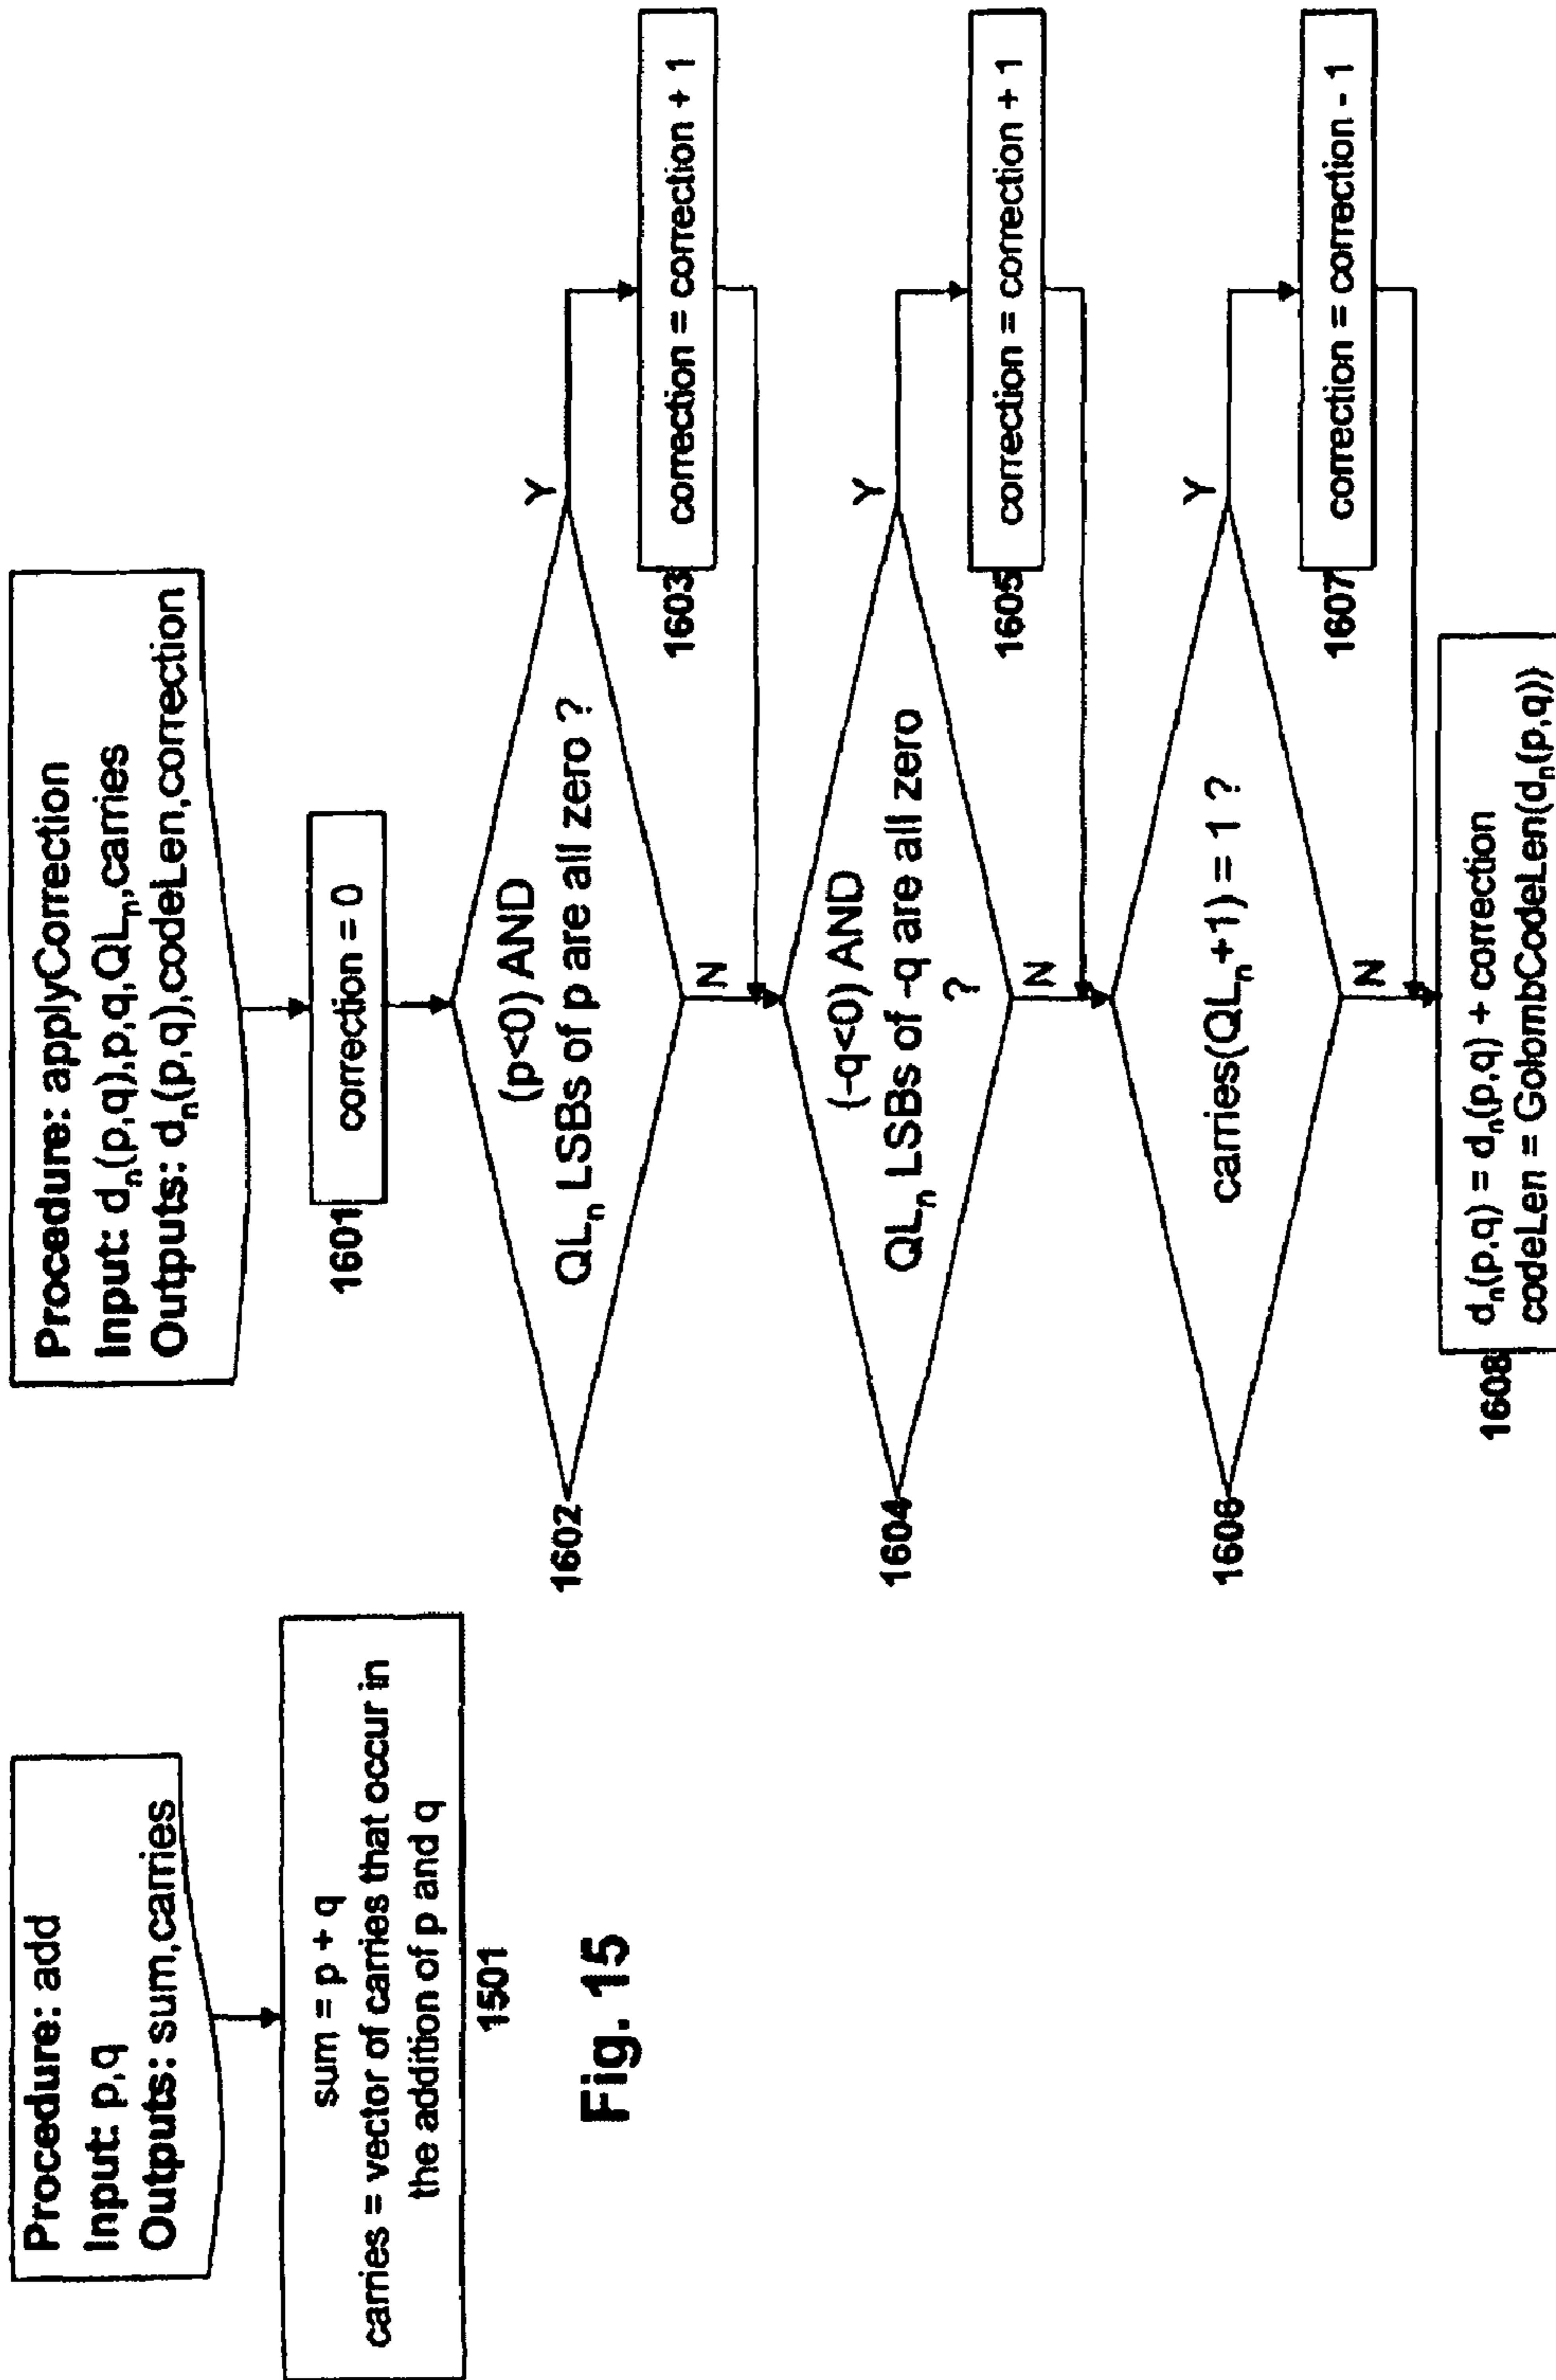 Procedure: add
Input: p,q
Outputs: sum,carries
sum = p + q
carries = vector of carries that occur in
the addition of p and q
1501
Fig. 15
Procedure: applyCorrection
Input: dₙ(p,q),p,q,QLₙ,carries
Outputs: dₙ(p,q),codeLen,correction
1601
correction = 0
1602
(p<0) AND
QLₙ LSBs of p are all zero ?
Y
N
1603
correction = correction + 1
1604
(-q<0) AND
QLₙ LSBs of -q are all zero
?
Y
N
1605
correction = correction + 1
1606
carries(QLₙ+1) = 1 ?
Y
N
1607
correction = correction - 1
1608
dₙ(p,q) = dₙ(p,q) + correction
codeLen = GolombCodeLen(dₙ(p,q))